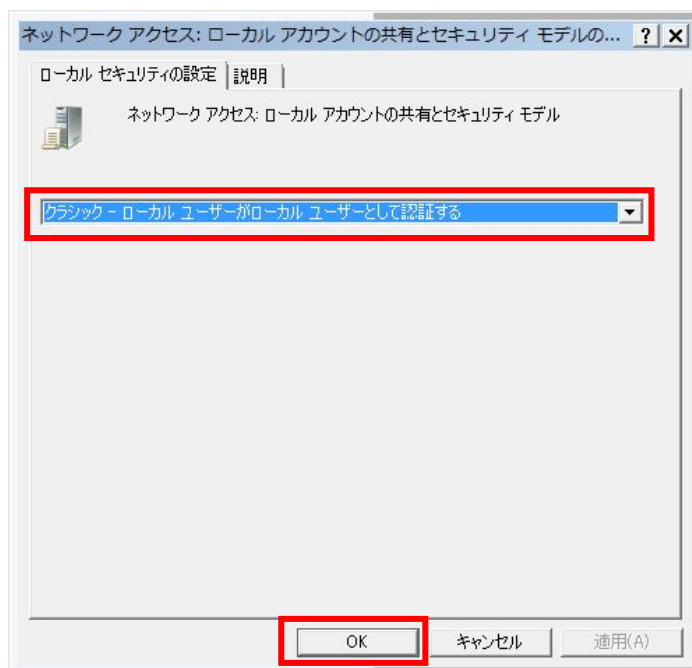 ネットワーク アクセス: ローカル アカウントの共有とセキュリティ モデルの...
ローカル セキュリティの設定 説明
ネットワーク アクセス: ローカル アカウントの共有とセキュリティ モデル
クラシック - ローカル ユーザーがローカル ユーザーとして認証する
OK キャンセル 適用(A)